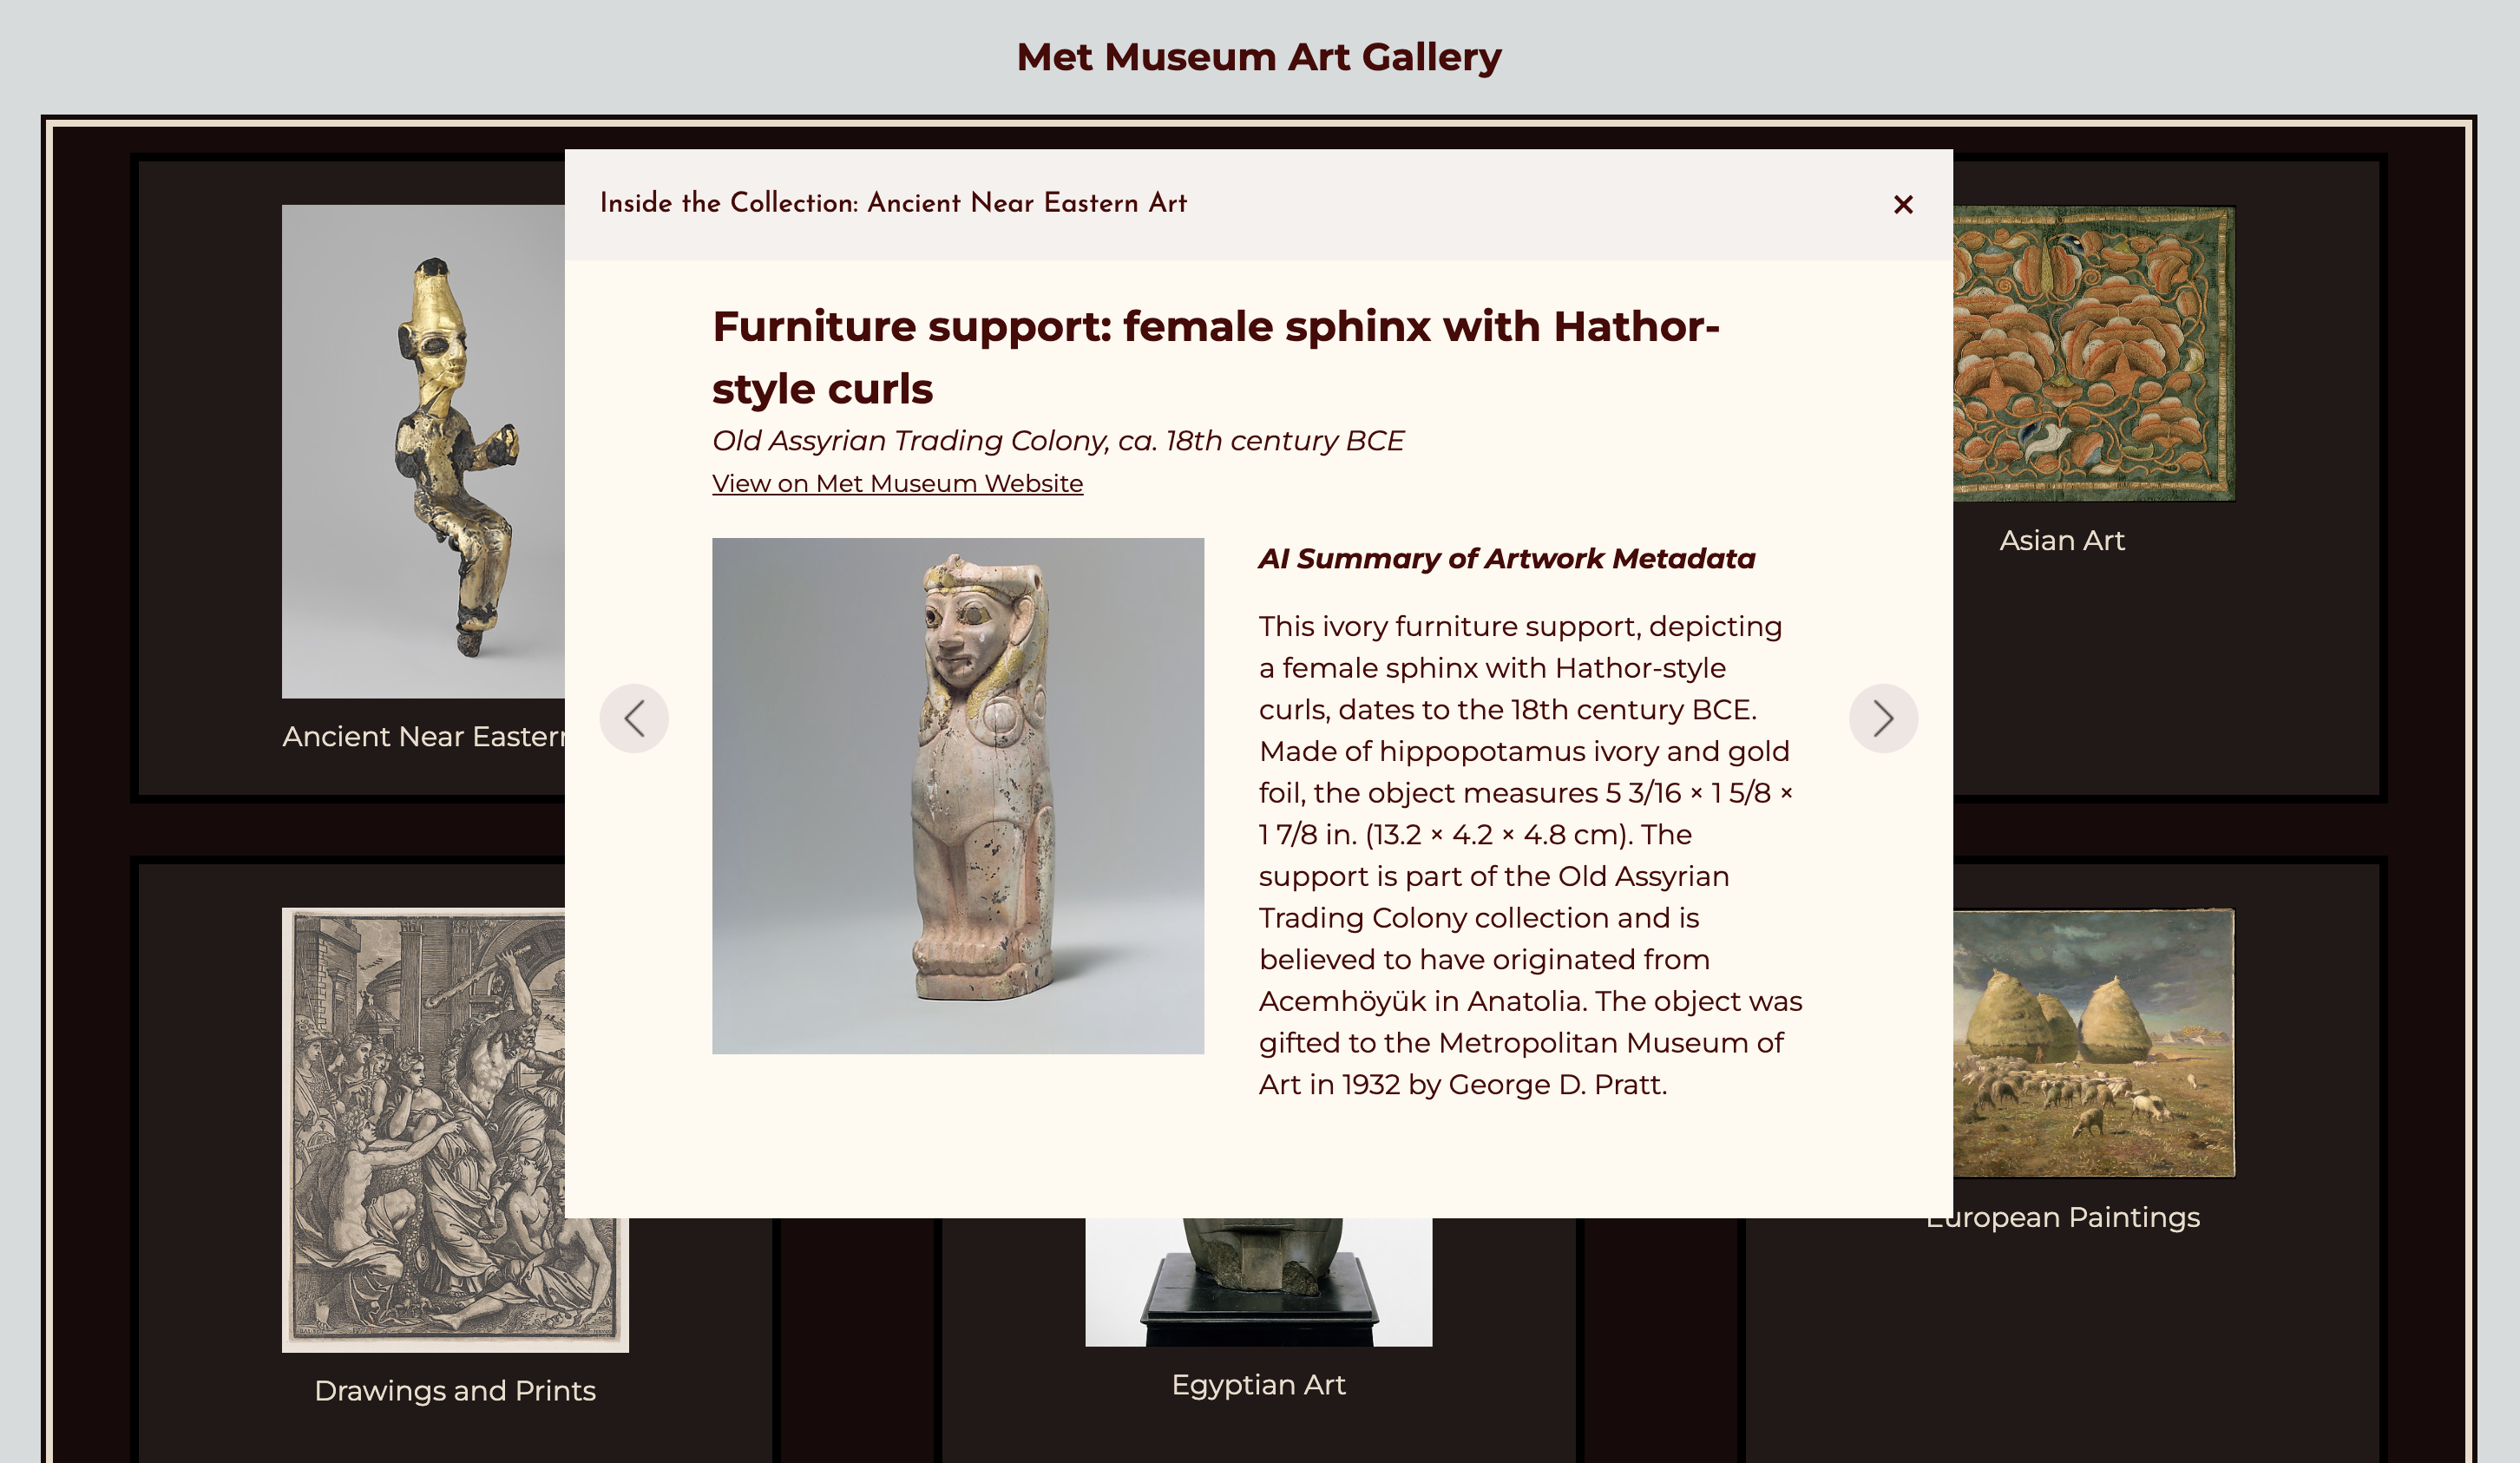 Met Museum Art Gallery
Inside the Collection: Ancient Near Eastern Art
×
Furniture support: female sphinx with Hathor-
style curls
Old Assyrian Trading Colony, ca. 18th century BCE
View on Met Museum Website
AI Summary of Artwork Metadata
This ivory furniture support, depicting
a female sphinx with Hathor-style
curls, dates to the 18th century BCE.
Made of hippopotamus ivory and gold
foil, the object measures 5 3/16 × 1 5/8 ×
1 7/8 in. (13.2 × 4.2 × 4.8 cm). The
support is part of the Old Assyrian
Trading Colony collection and is
believed to have originated from
Acemhöyük in Anatolia. The object was
gifted to the Metropolitan Museum of
Art in 1932 by George D. Pratt.
Ancient Near Eastern
Asian Art
Drawings and Prints
Egyptian Art
European Paintings